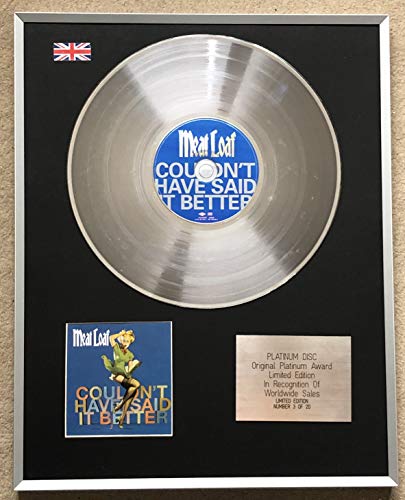 Meat Loaf
COULDN'T
HAVE SAID
IT BETTER
Meat Loaf
COULDN'T
HAVE SAID
IT BETTER
PLATINUM DISC
Original Platinum Award
Limited Edition
In Recognition Of
Worldwide Sales
LIMITED EDITION
NUMBER 3 OF 20